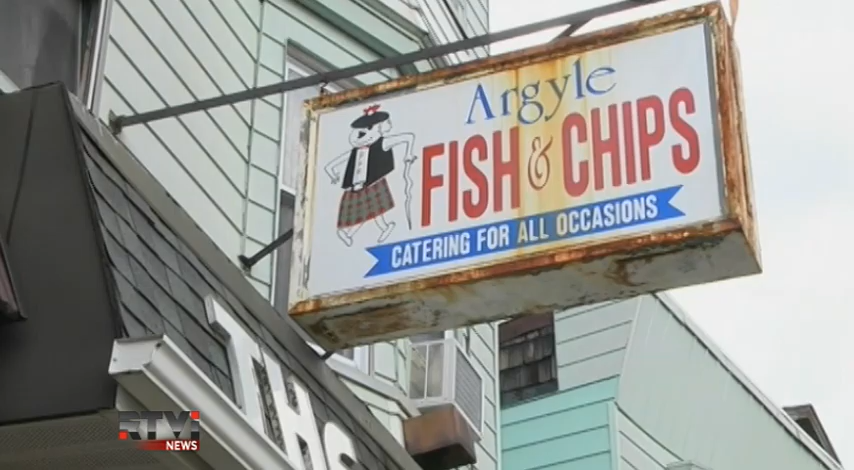 Argyle
FISH & CHIPS
CATERING FOR ALL OCCASIONS
RTVi
NEWS